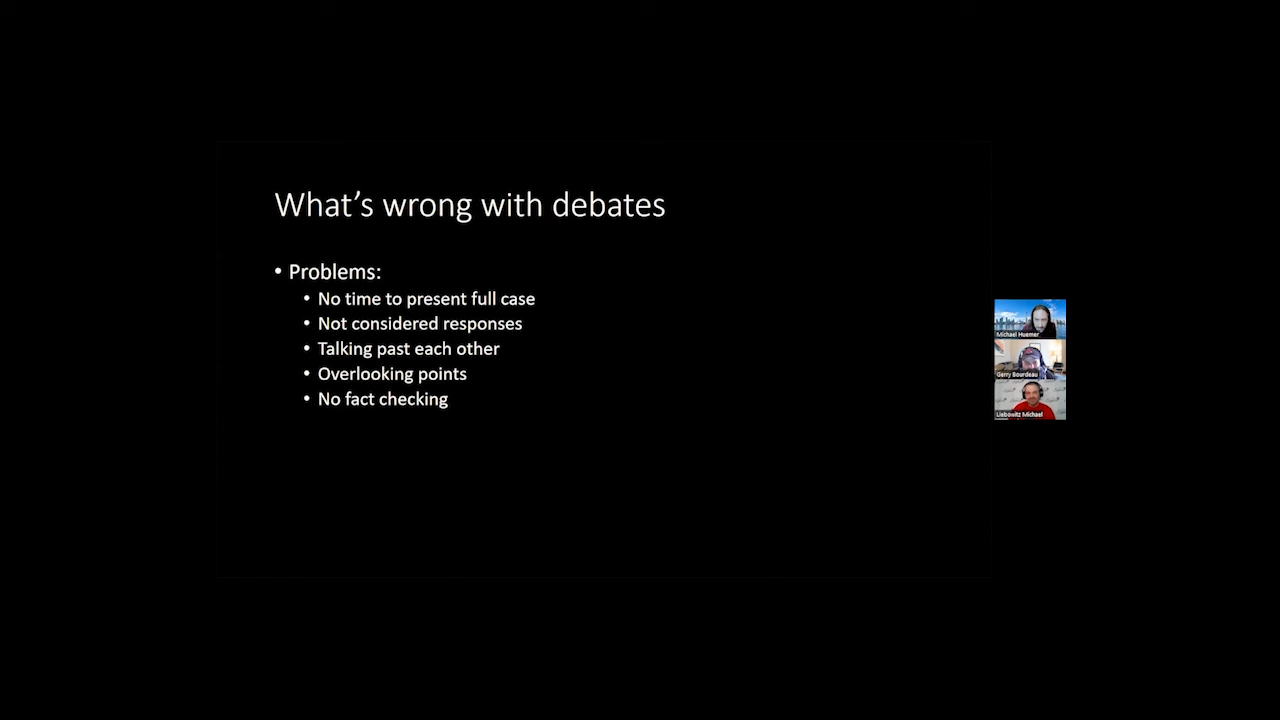 What's wrong with debates
• Problems:
• No time to present full case
• Not considered responses
• Talking past each other
• Overlooking points
• No fact checking
Michael Huemer
Gerry Bourdeau
Liebowitz Michael